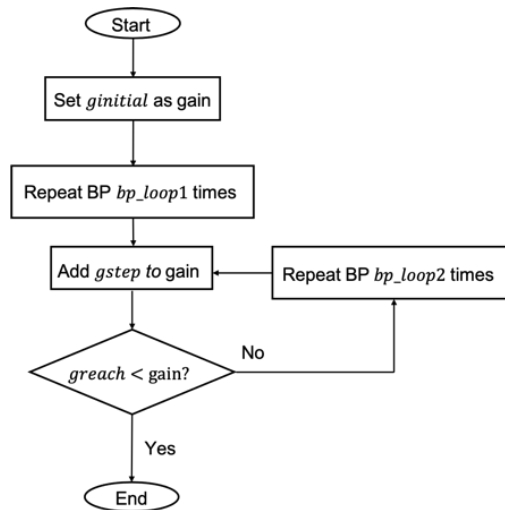 Start
Set ginitial as gain
Repeat BP bp_loop1 times
Add gstep to gain
Repeat BP bp_loop2 times
greach < gain?
No
Yes
End